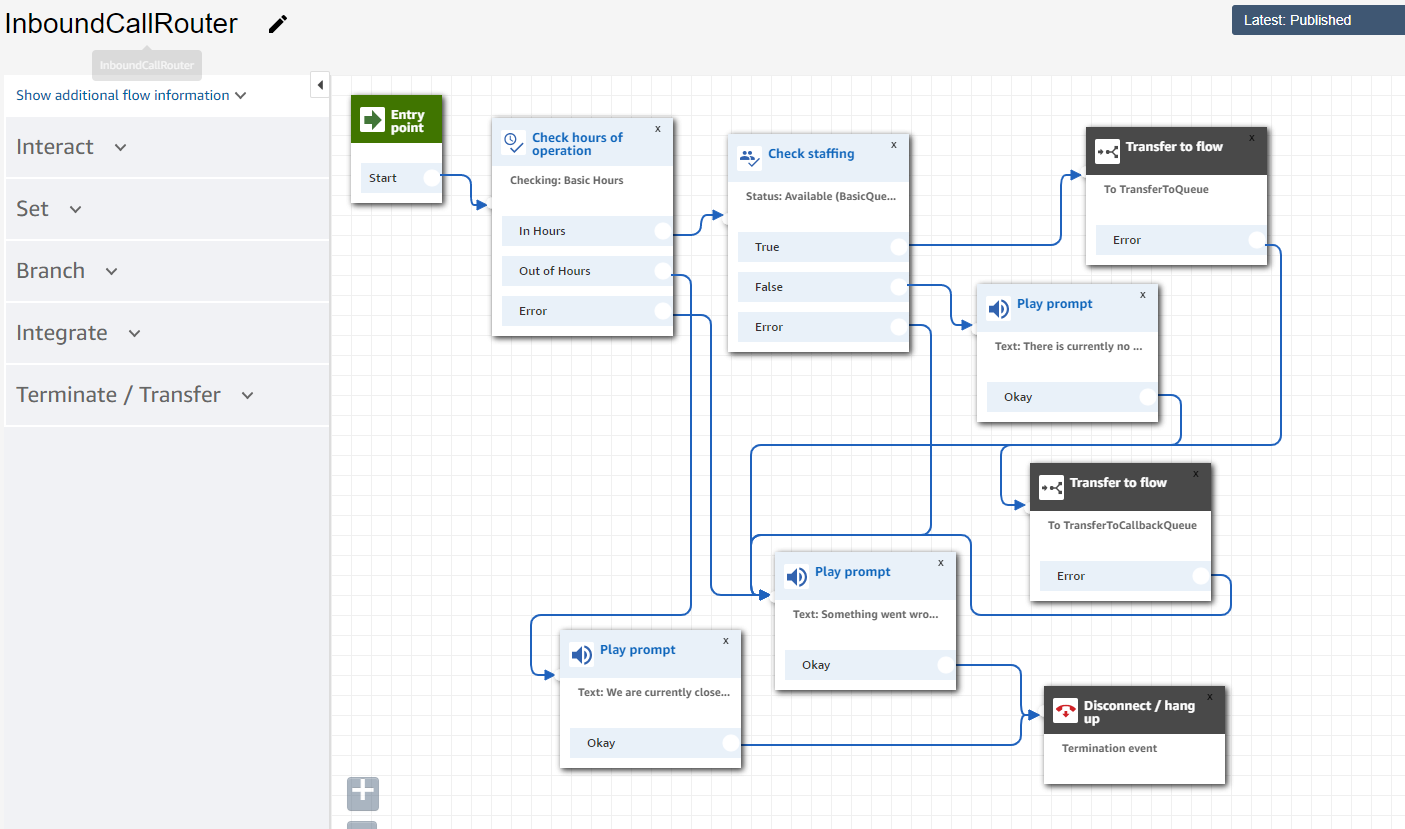 InboundCallRouter
Latest: Published
InboundCallRouter
Show additional flow information
Interact
Set
Branch
Integrate
Terminate / Transfer
Entry
point
Start
Check hours of
operation
x
Checking: Basic Hours
In Hours
Out of Hours
Error
Check staffing
x
Status: Available (BasicQue...
True
False
Error
Transfer to flow
x
To TransferToQueue
Error
Play prompt
x
Text: There is currently no ...
Okay
Transfer to flow
x
To TransferToCallbackQueue
Error
Play prompt
x
Text: Something went wro...
Okay
Play prompt
x
Text: We are currently close...
Okay
Disconnect / hang
up
x
Termination event